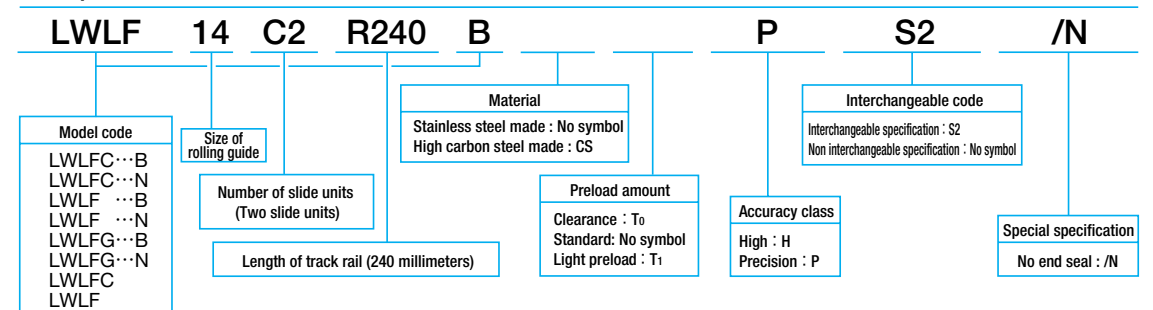 LWLF 14 C2 R240 B P S2 /N
Model code
LWLFC…B
LWLFC…N
LWLF …B
LWLF …N
LWLFG…B
LWLFG…N
LWLFC
LWLF
Size of
rolling guide
Number of slide units
(Two slide units)
Length of track rail (240 millimeters)
Material
Stainless steel made : No symbol
High carbon steel made : CS
Preload amount
Clearance : T₀
Standard: No symbol
Light preload : T₁
Accuracy class
High : H
Precision : P
Interchangeable code
Interchangeable specification : S2
Non interchangeable specification : No symbol
Special specification
No end seal : /N